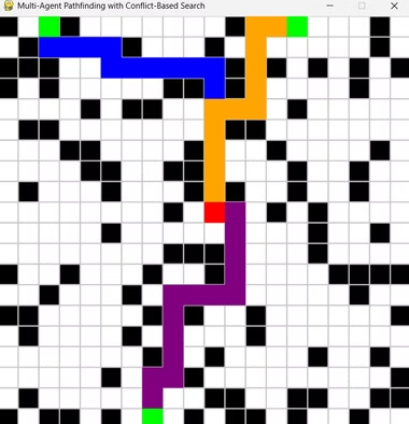 Multi-Agent Pathfinding with Conflict-Based Search